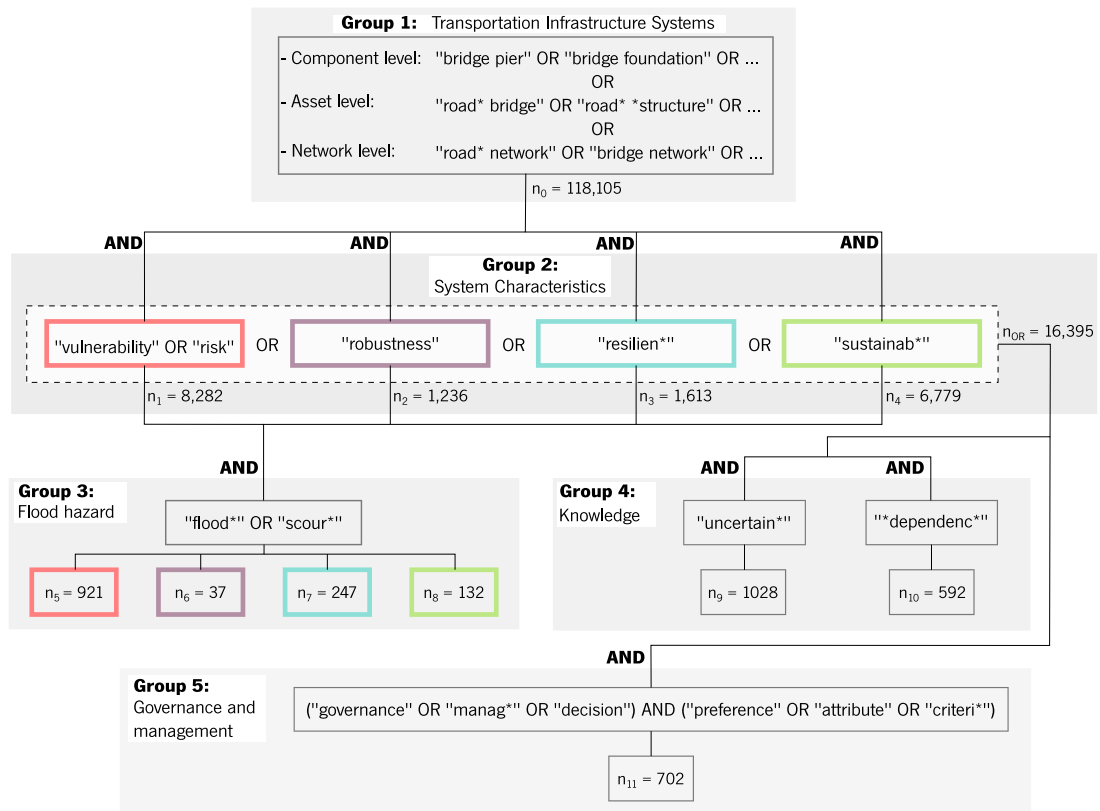 Group 1: Transportation Infrastructure Systems
- Component level: "bridge pier" OR "bridge foundation" OR ...
OR
- Asset level: "road* bridge" OR "road* *structure" OR ...
OR
- Network level: "road* network" OR "bridge network" OR ...
n0 = 118,105
AND AND AND AND
Group 2:
System Characteristics
"vulnerability" OR "risk" OR "robustness" OR "resilien*" OR "sustainab*"
nOR = 16,395
n1 = 8,282 n2 = 1,236 n3 = 1,613 n4 = 6,779
AND
Group 3:
Flood hazard
"flood*" OR "scour*"
n5 = 921 n6 = 37 n7 = 247 n8 = 132
AND AND
Group 4:
Knowledge
"uncertain*" "*dependenc*"
n9 = 1028 n10 = 592
AND
Group 5:
Governance and
management
("governance" OR "manag*" OR "decision") AND ("preference" OR "attribute" OR "criteri*")
n11 = 702